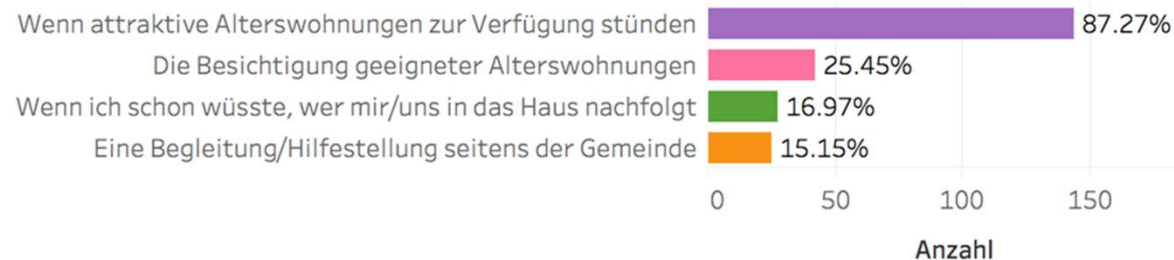 Wenn attraktive Alterswohnungen zur Verfügung stünden 87.27%
Die Besichtigung geeigneter Alterswohnungen 25.45%
Wenn ich schon wüsste, wer mir/uns in das Haus nachfolgt 16.97%
Eine Begleitung/Hilfestellung seitens der Gemeinde 15.15%
0 50 100 150
Anzahl